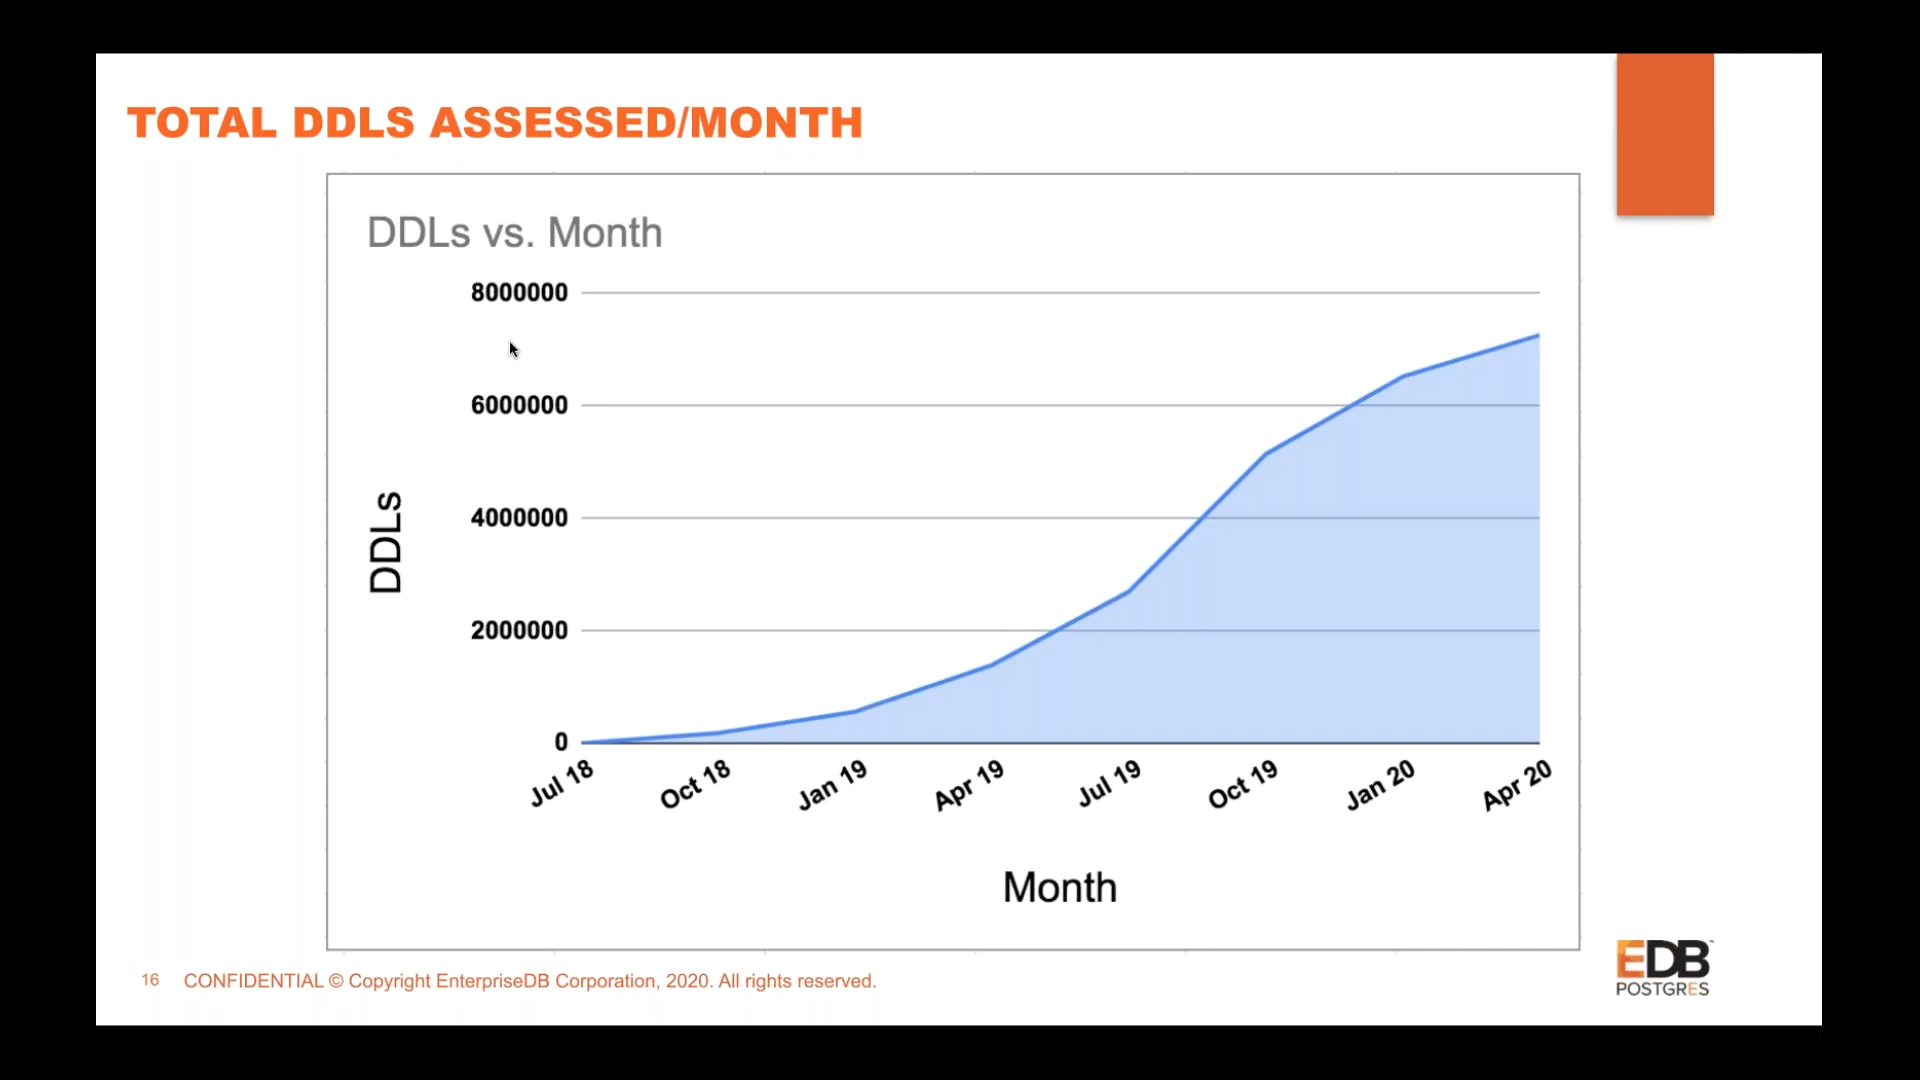 TOTAL DDLS ASSESSED/MONTH
DDLs vs. Month
8000000
6000000
4000000
2000000
0
DDLs
Jul 18
Oct 18
Jan 19
Apr 19
Jul 19
Oct 19
Jan 20
Apr 20
Month
16 CONFIDENTIAL © Copyright EnterpriseDB Corporation, 2020. All rights reserved.
EDB™
POSTGRES